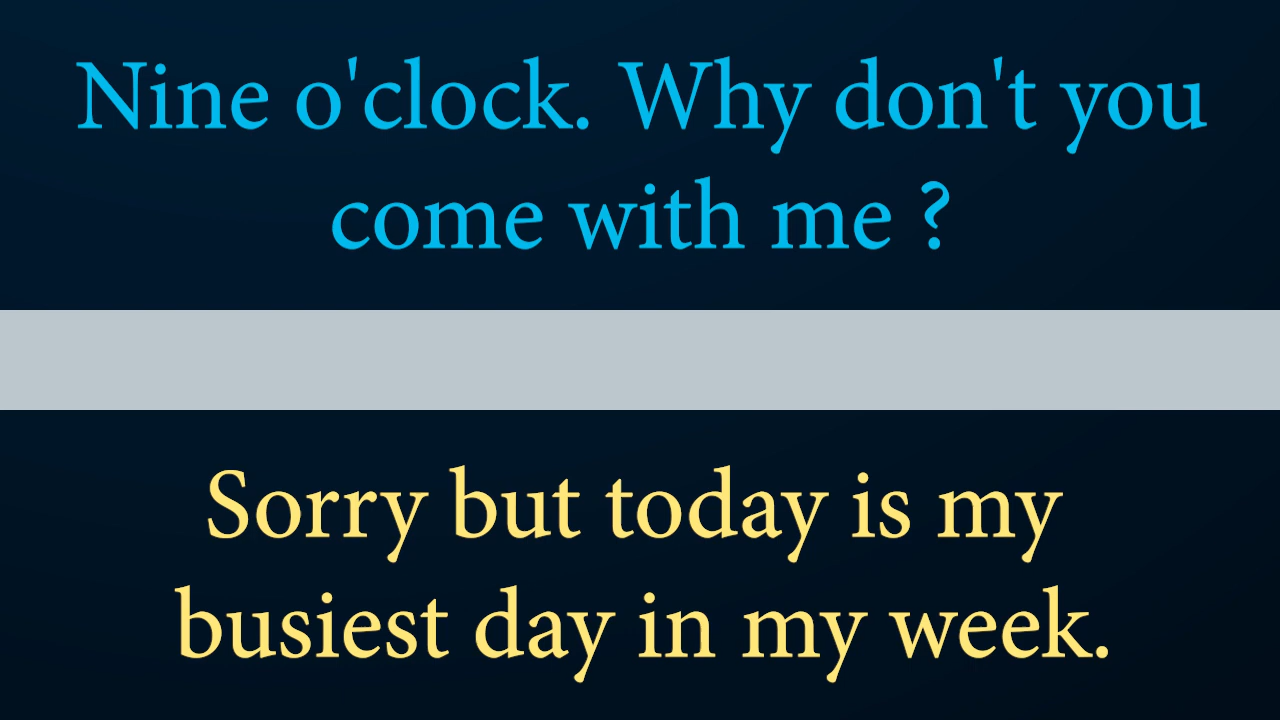 Nine o'clock. Why don't you
come with me ?
Sorry but today is my
busiest day in my week.